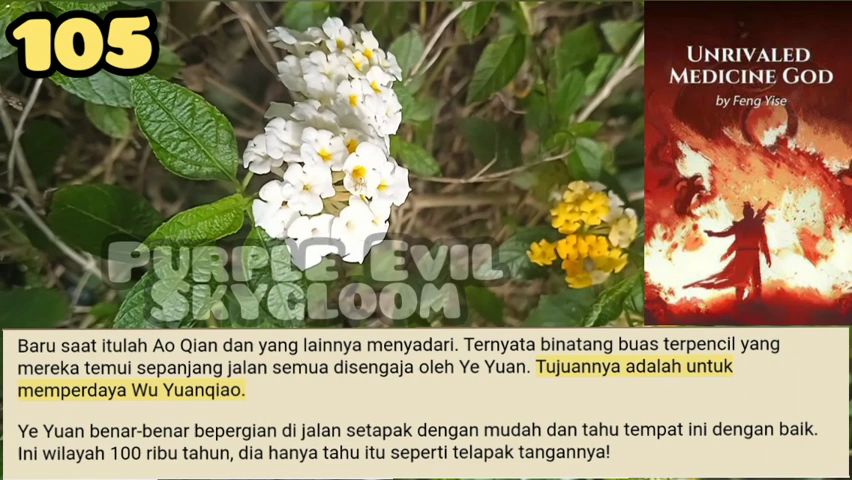 105
UNRIVALED
MEDICINE GOD
by Feng Yise
PURPLE EVIL
SKYGLOOM
Baru saat itulah Ao Qian dan yang lainnya menyadari. Ternyata binatang buas terpencil yang
mereka temui sepanjang jalan semua disengaja oleh Ye Yuan. Tujuannya adalah untuk
memperdaya Wu Yuanqiao.
Ye Yuan benar-benar bepergian di jalan setapak dengan mudah dan tahu tempat ini dengan baik.
Ini wilayah 100 ribu tahun, dia hanya tahu itu seperti telapak tangannya!